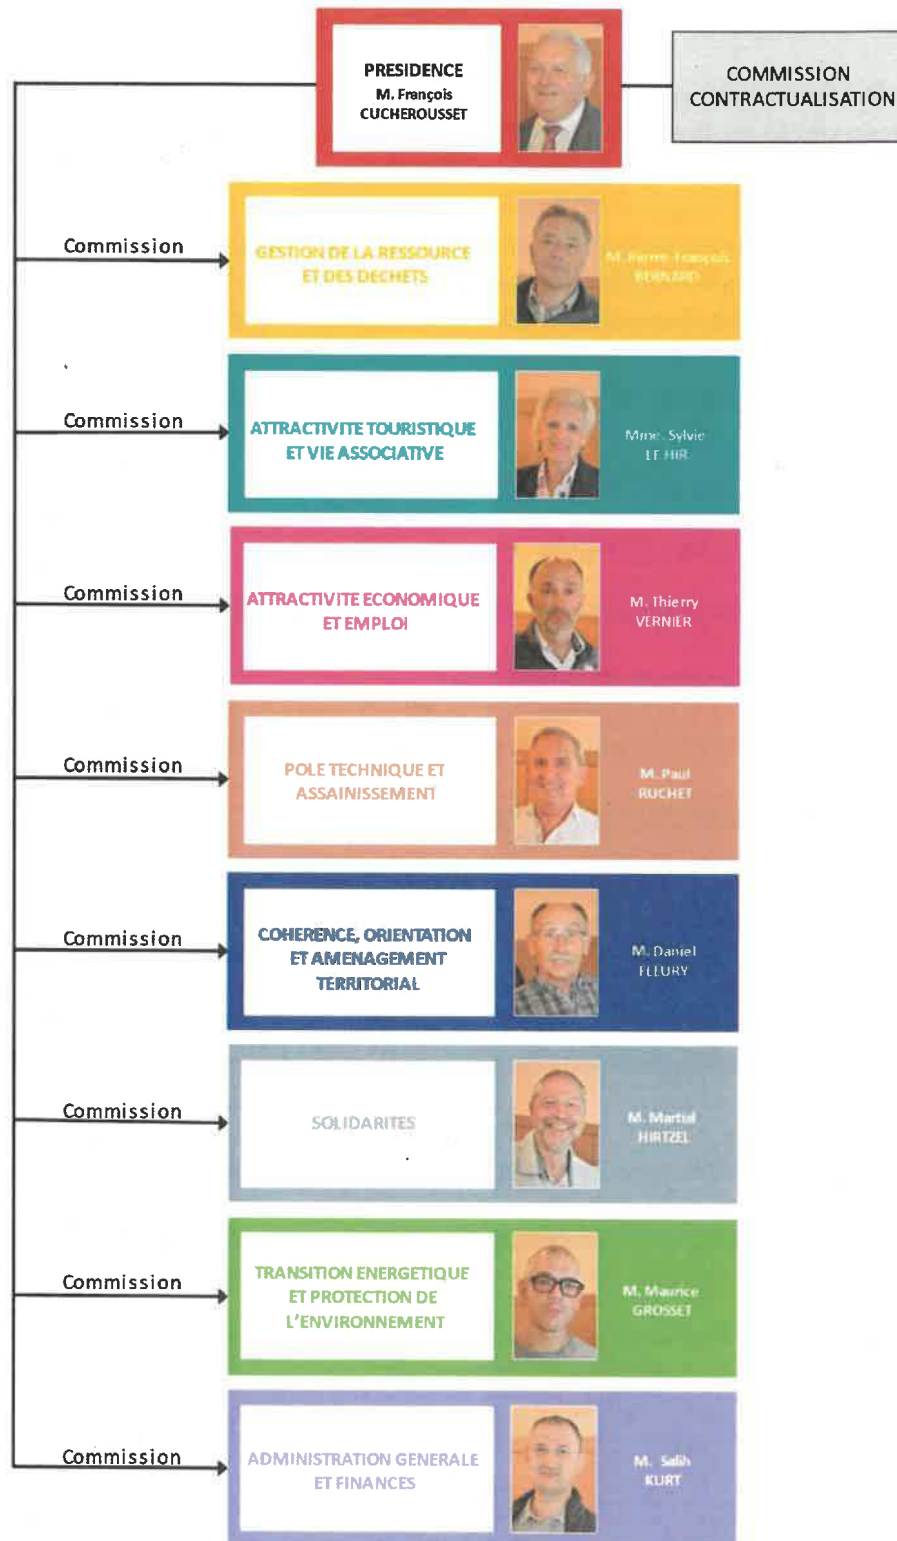 PRESIDENCE
M. François
CUCHEROUSSET
COMMISSION
CONTRACTUALISATION
Commission
GESTION DE LA RESSOURCE
ET DES DECHETS
M. Pierre-François
BERNARD
Commission
ATTRACTIVITE TOURISTIQUE
ET VIE ASSOCIATIVE
Mme. Sylvie
LE HIR
Commission
ATTRACTIVITE ECONOMIQUE
ET EMPLOI
M. Thierry
VERNIER
Commission
POLE TECHNIQUE ET
ASSAINISSEMENT
M. Paul
RUCHET
Commission
COHERENCE, ORIENTATION
ET AMENAGEMENT
TERRITORIAL
M. Daniel
FLEURY
Commission
SOLIDARITES
M. Martial
HIRTZEL
Commission
TRANSITION ENERGETIQUE
ET PROTECTION DE
L'ENVIRONNEMENT
M. Maurice
GROSSET
Commission
ADMINISTRATION GENERALE
ET FINANCES
M. Salih
KURT